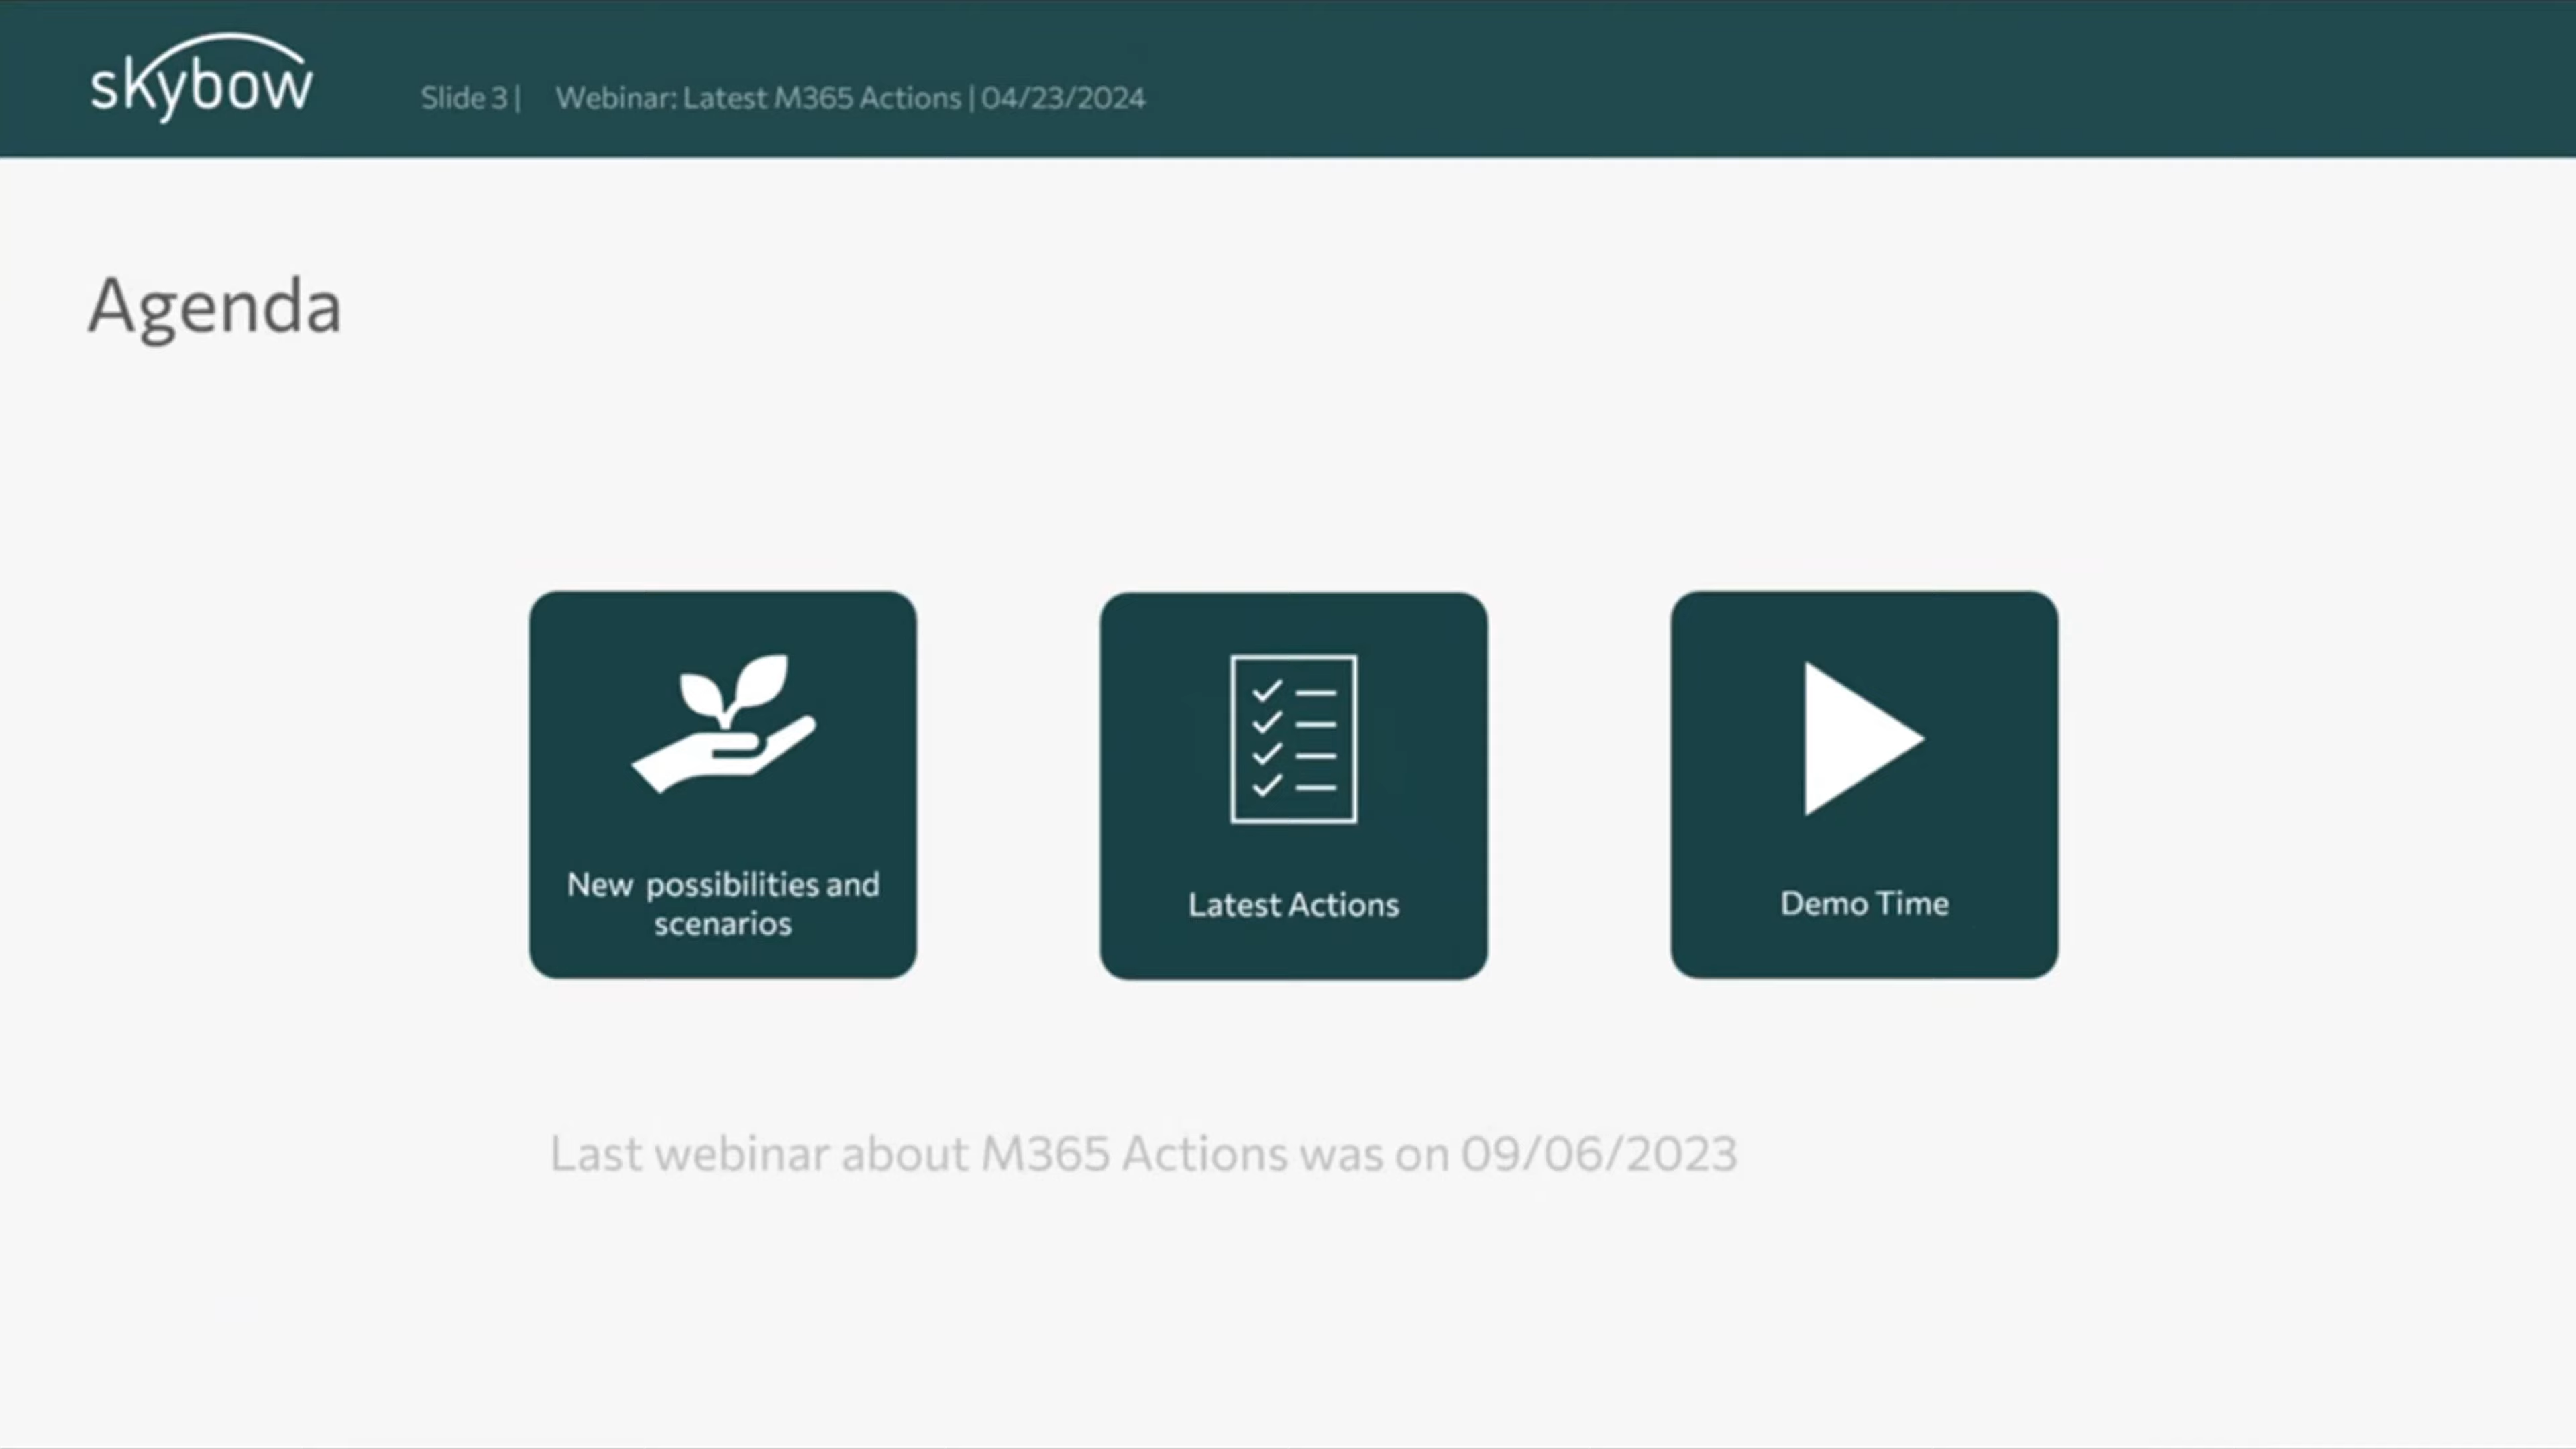 skybow
Slide 3 | Webinar: Latest M365 Actions | 04/23/2024
Agenda
New possibilities and
scenarios
Latest Actions
Demo Time
Last webinar about M365 Actions was on 09/06/2023